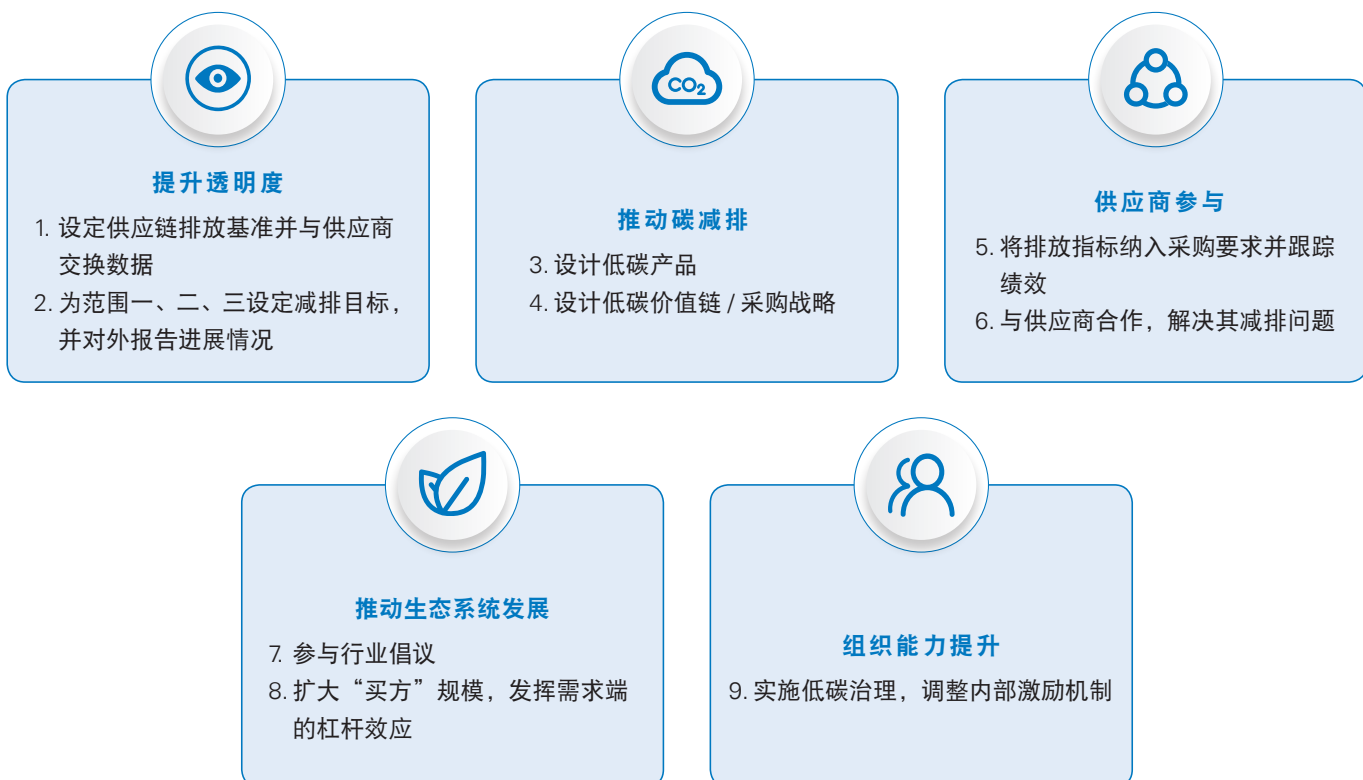 提升透明度
1. 设定供应链排放基准并与供应商
交换数据
2. 为范围一、二、三设定减排目标，
并对外报告进展情况
CO₂
推动碳减排
3. 设计低碳产品
4. 设计低碳价值链 / 采购战略
供应商参与
5. 将排放指标纳入采购要求并跟踪
绩效
6. 与供应商合作，解决其减排问题
推动生态系统发展
7. 参与行业倡议
8. 扩大“买方”规模，发挥需求端
的杠杆效应
组织能力提升
9. 实施低碳治理，调整内部激励机制